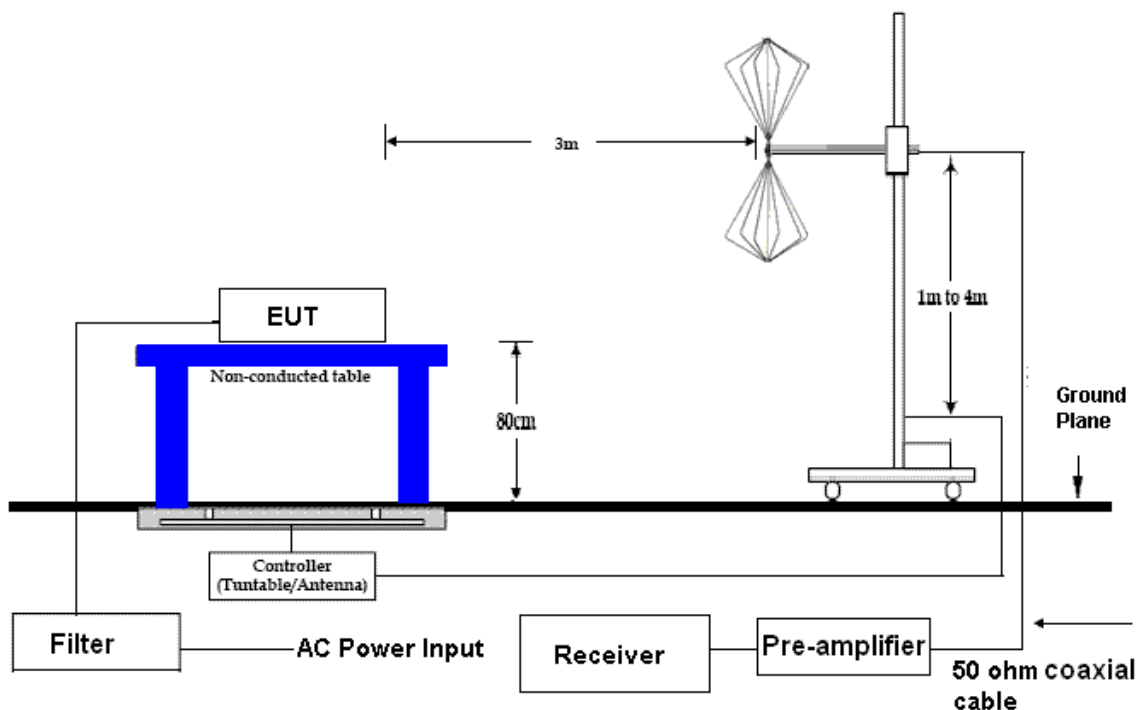 3m
1m to 4m
EUT
Non-conducted table
80cm
Ground
Plane
Controller
(Tuntable/Antenna)
Filter
AC Power Input
Receiver
Pre-amplifier
50 ohm coaxial
cable